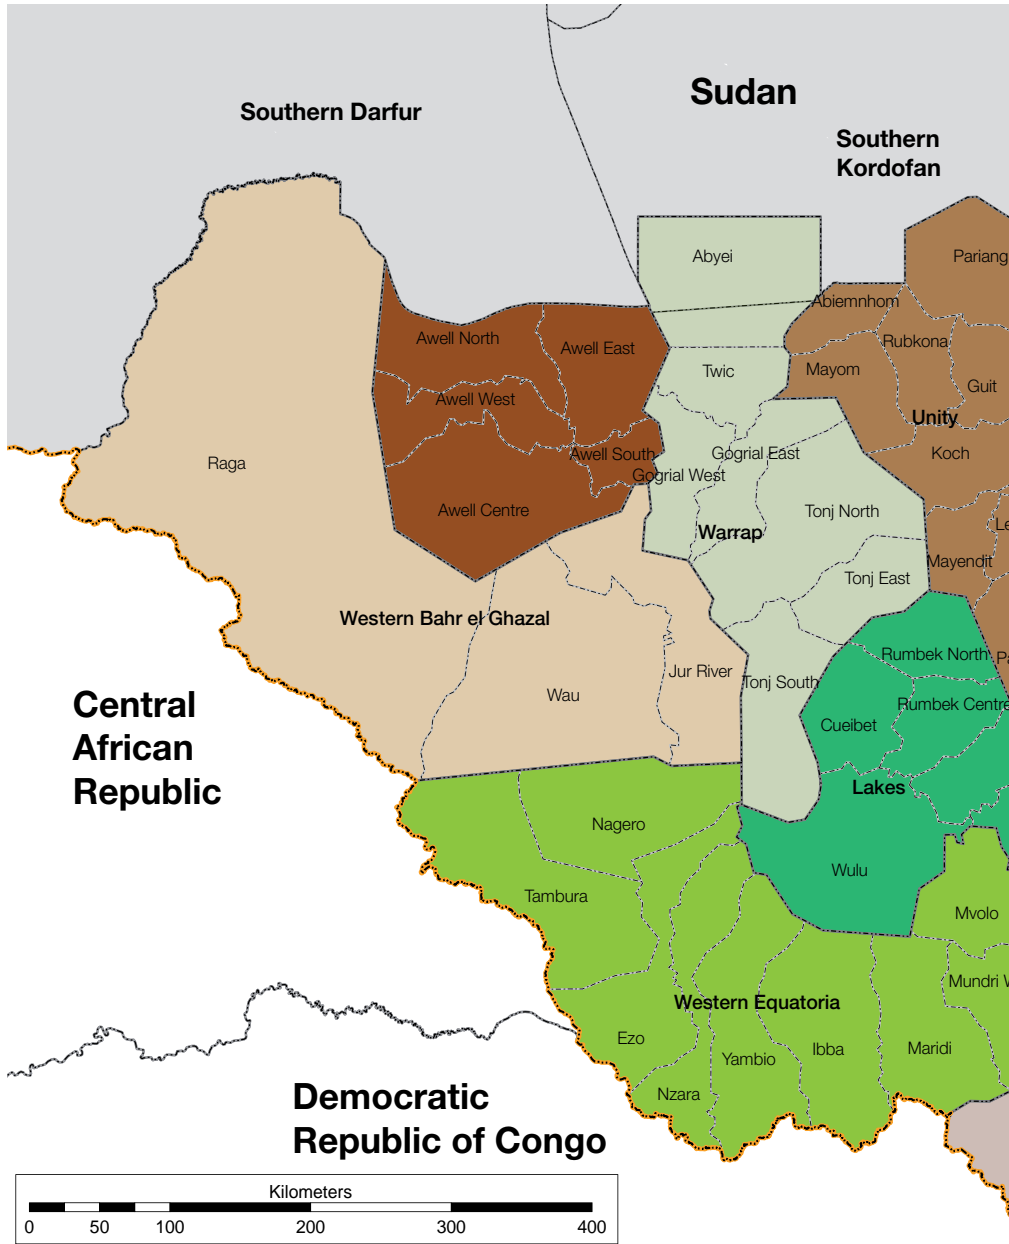 Sudan
Southern Darfur
Southern
Kordofan
Abyei
Pariang
Abiemnhom
Awell North
Awell East
Rubkona
Twic
Mayom
Guit
Awell West
Unity
Awell South
Gogrial East
Koch
Raga
Gogrial West
Awell Centre
Tonj North
Le
Warrap
Mayendit
Tonj East
Western Bahr el Ghazal
Rumbek North
Pa
Jur River
Tonj South
Wau
Rumbek Centre
Cueibet
Central
African
Republic
Lakes
Nagero
Wulu
Tambura
Mvolo
Mundri W
Western Equatoria
Ezo
Yambio
Ibba
Maridi
Nzara
Democratic
Republic of Congo
Kilometers
0 50 100 200 300 400